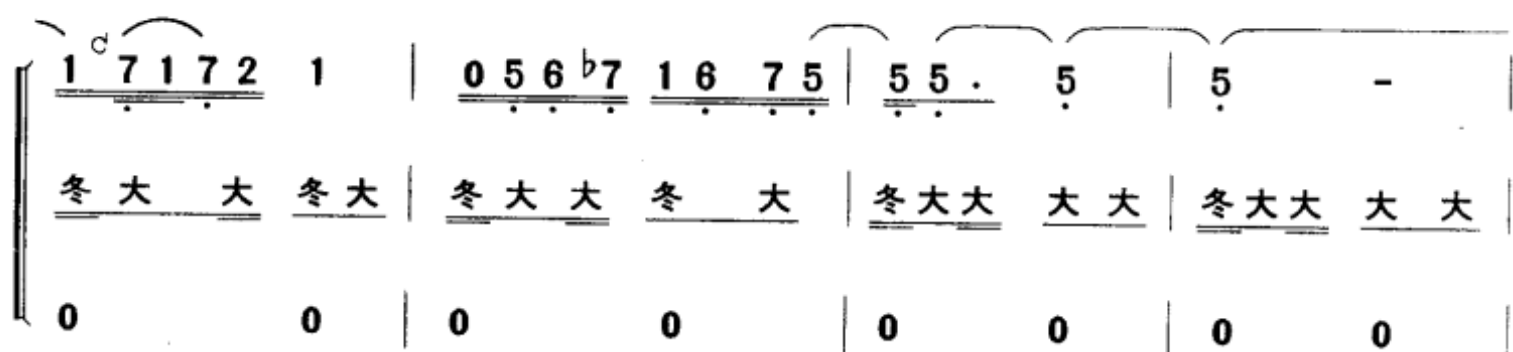 1 7 1 7 2 1 | 0 5 6 ♭7 1 6 7 5 | 5 5 · 5 | 5 -
冬 大 大 冬 大 | 冬 大 大 冬 大 | 冬 大 大 大 大 | 冬 大 大 大 大
0 0 | 0 0 | 0 0 | 0 0